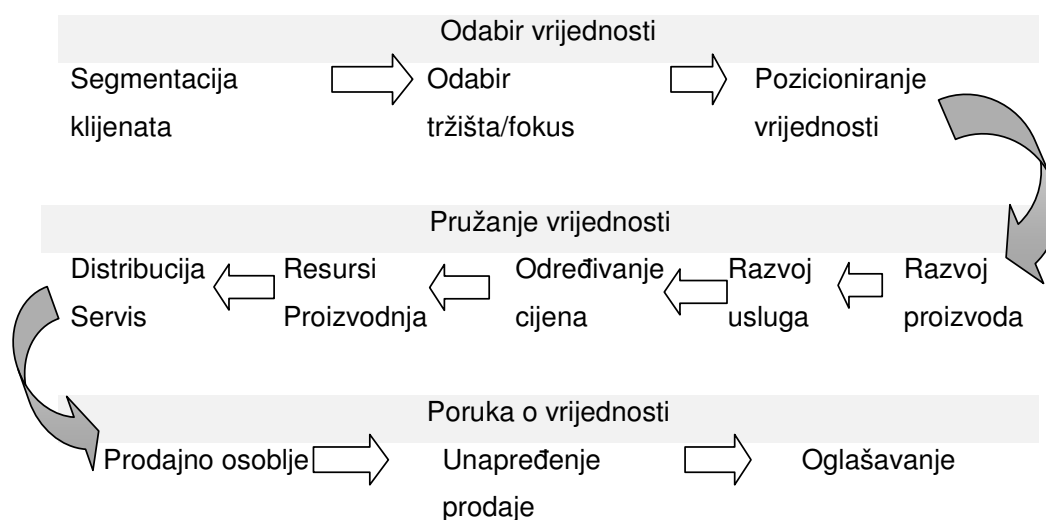 Odabir vrijednosti
Segmentacija Odabir Pozicioniranje
klijenata tržišta/fokus vrijednosti
Pružanje vrijednosti
Distribucija Resursi Određivanje Razvoj Razvoj
Servis Proizvodnja cijena usluga proizvoda
Poruka o vrijednosti
Prodajno osoblje Unapređenje Oglašavanje
prodaje